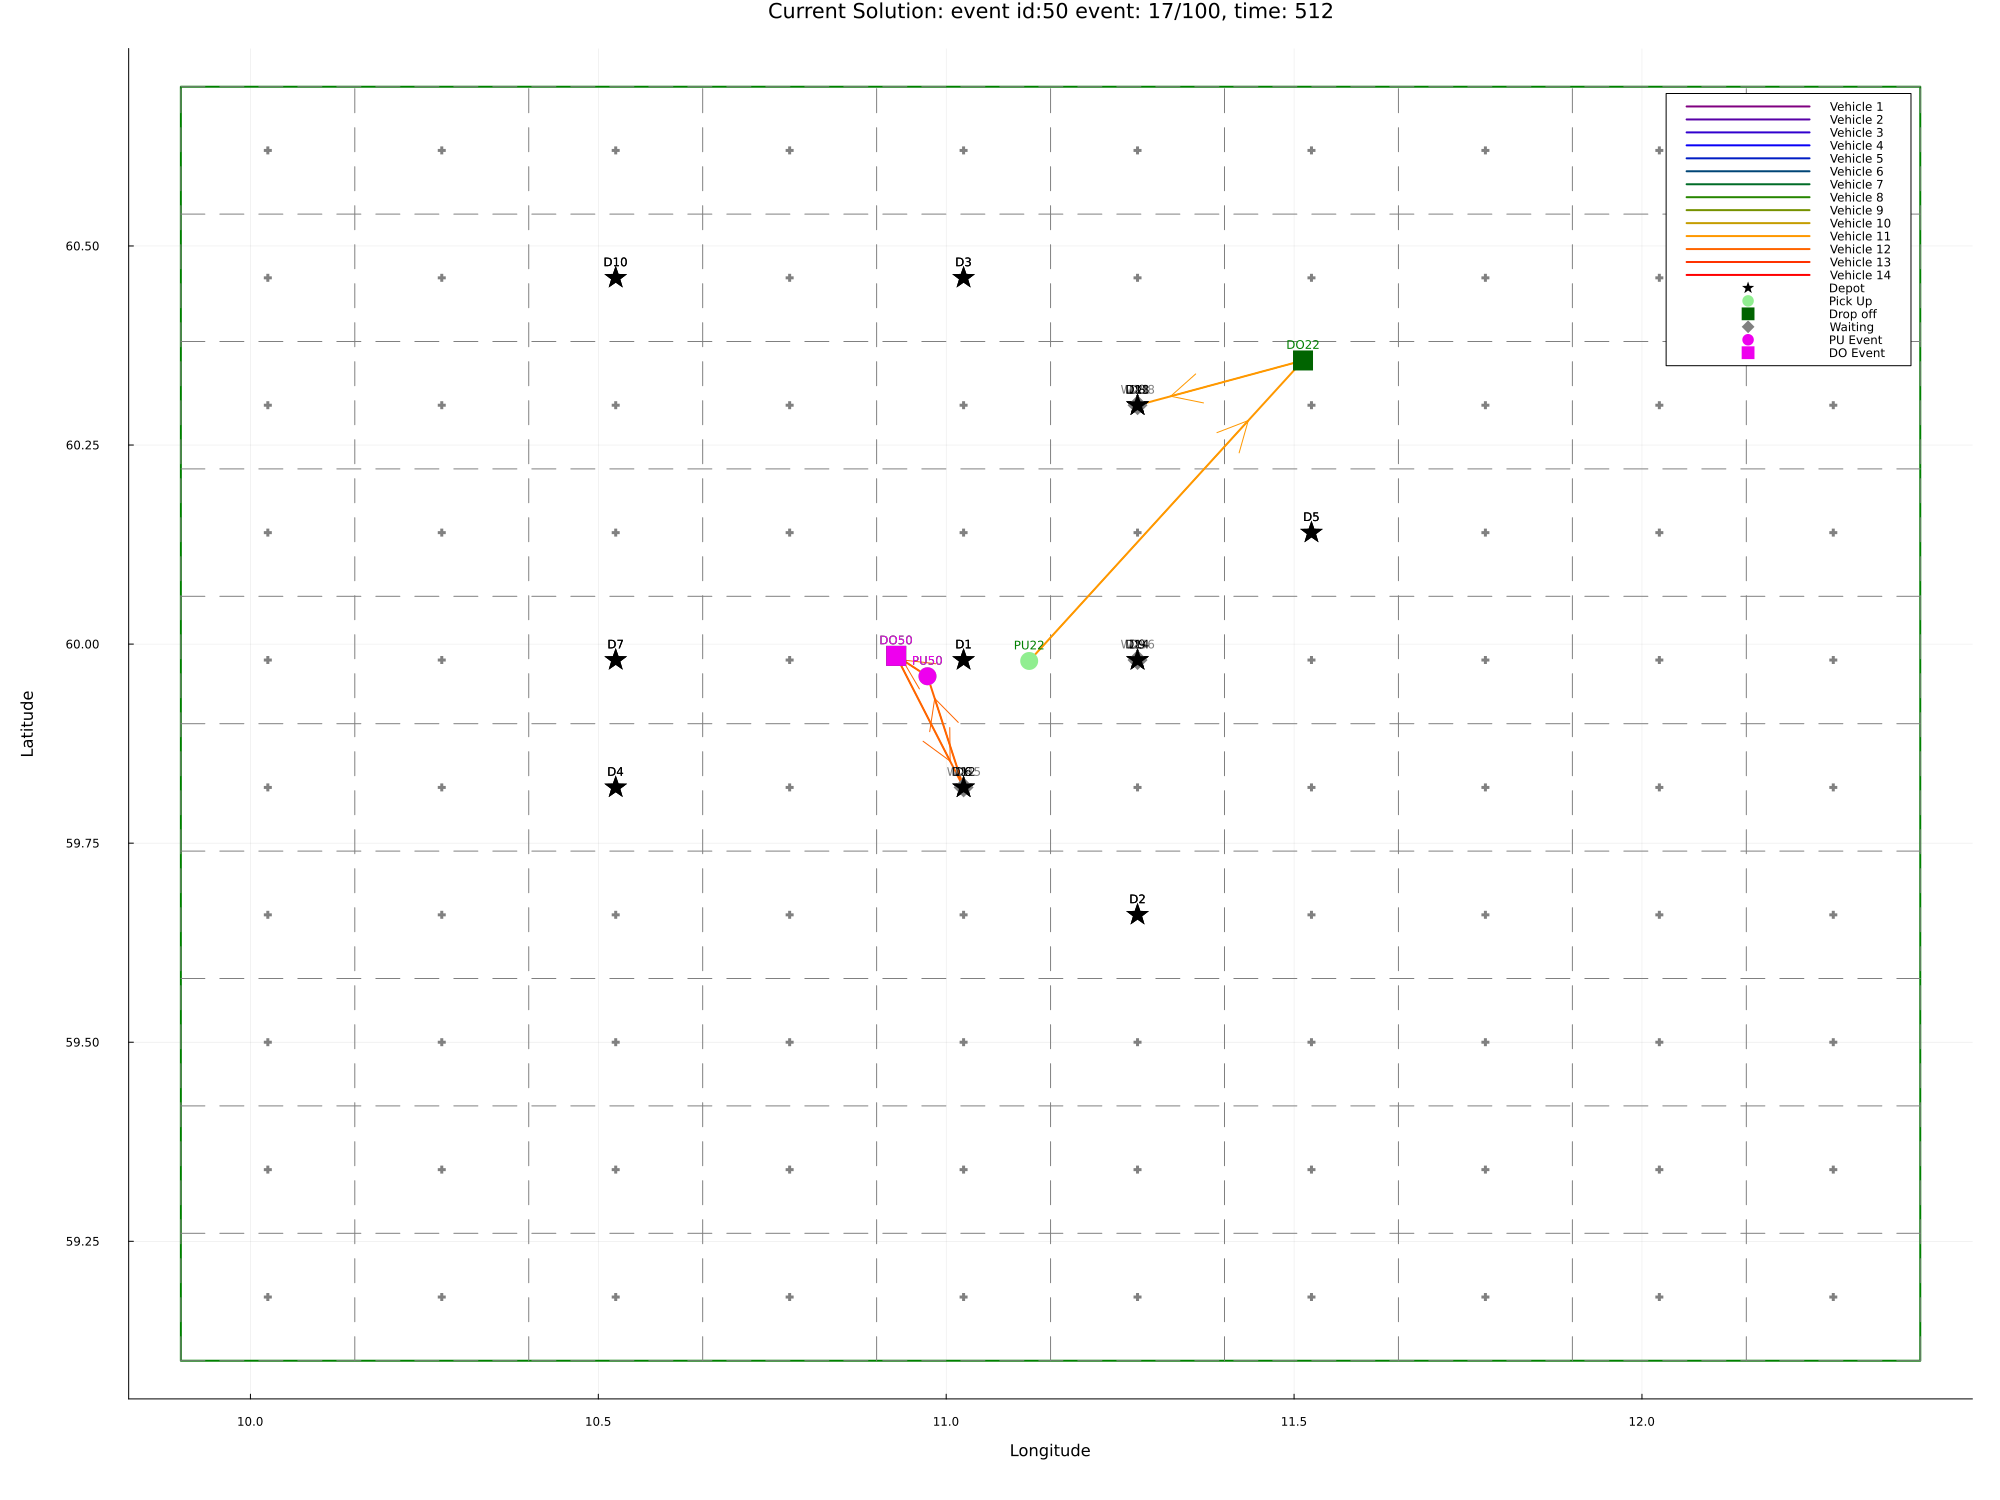 Current Solution: event id:50 event: 17/100, time: 512
Vehicle 1
Vehicle 2
Vehicle 3
Vehicle 4
Vehicle 5
Vehicle 6
Vehicle 7
Vehicle 8
Vehicle 9
Vehicle 10
Vehicle 11
Vehicle 12
Vehicle 13
Vehicle 14
Depot
Pick Up
Drop off
Waiting
PU Event
DO Event
60.50
60.25
60.00
59.75
59.50
59.25
D10
D3
DO22
D5
D7
DO50
PU50
D1
PU22
D4
D2
10.0
10.5
11.0
11.5
12.0
Longitude
Latitude